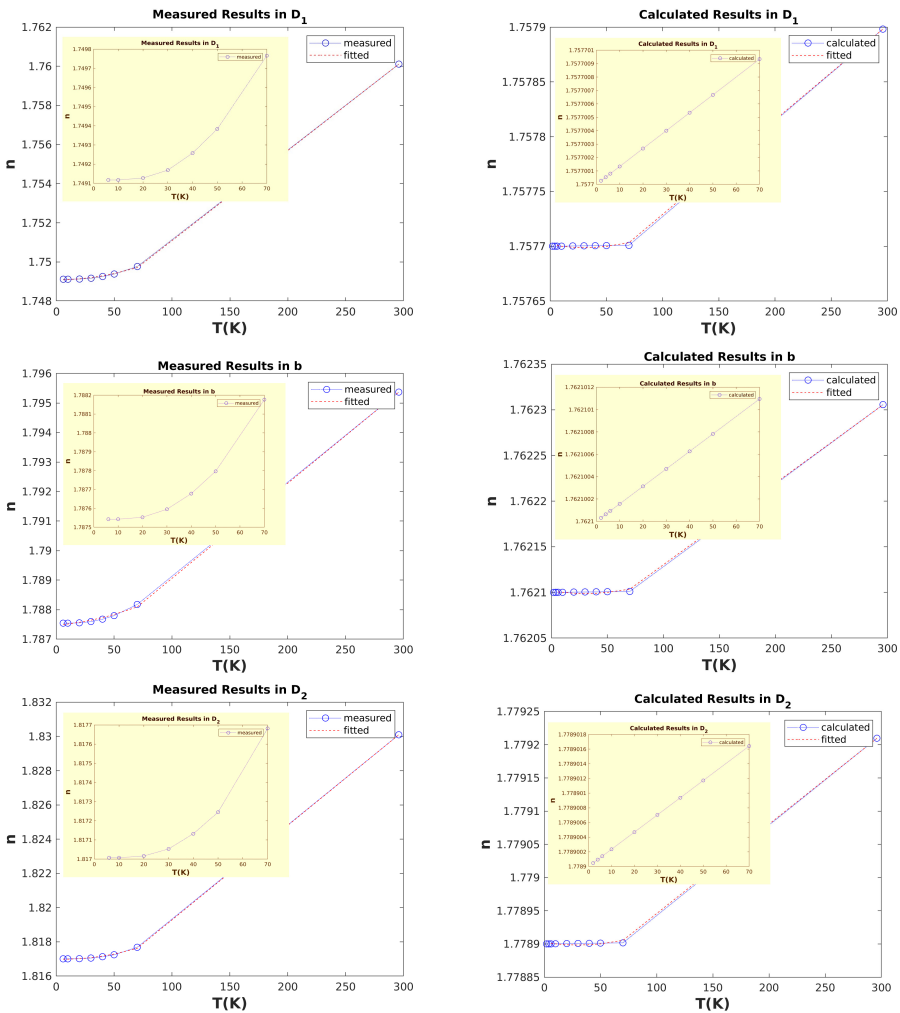 Measured Results in D1
1.762
1.76
1.758
1.756
1.754
1.752
1.75
1.748
n
measured
fitted
Measured Results in D1
1.7498
1.7497
1.7496
1.7495
1.7494
1.7493
1.7492
1.7491
n
measured
0 10 20 30 40 50 60 70
T(K)
0 50 100 150 200 250 300
T(K)
Calculated Results in D1
1.7579
1.75785
1.7578
1.75775
1.7577
1.75765
n
calculated
fitted
Calculated Results in D1
1.757701
1.7577009
1.7577008
1.7577007
1.7577006
1.7577005
1.7577004
1.7577003
1.7577002
1.7577001
1.7577
n
calculated
0 10 20 30 40 50 60 70
T(K)
0 50 100 150 200 250 300
T(K)
Measured Results in b
1.796
1.795
1.794
1.793
1.792
1.791
1.79
1.789
1.788
1.787
n
measured
fitted
Measured Results in b
1.7882
1.7881
1.788
1.7879
1.7878
1.7877
1.7876
1.7875
n
measured
0 10 20 30 40 50 60 70
T(K)
0 50 100 150 200 250 300
T(K)
Calculated Results in b
1.76235
1.7623
1.76225
1.7622
1.76215
1.7621
1.76205
n
calculated
fitted
Calculated Results in b
1.7621012
1.762101
1.7621008
1.7621006
1.7621004
1.7621002
1.7621
n
calculated
0 10 20 30 40 50 60 70
T(K)
0 50 100 150 200 250 300
T(K)
Measured Results in D2
1.832
1.83
1.828
1.826
1.824
1.822
1.82
1.818
1.816
n
measured
fitted
Measured Results in D2
1.8177
1.8176
1.8175
1.8174
1.8173
1.8172
1.8171
1.817
n
measured
0 10 20 30 40 50 60 70
T(K)
0 50 100 150 200 250 300
T(K)
Calculated Results in D2
1.77925
1.7792
1.77915
1.7791
1.77905
1.779
1.77895
1.7789
1.77885
n
calculated
fitted
Calculated Results in D2
1.7789018
1.7789016
1.7789014
1.7789012
1.778901
1.7789008
1.7789006
1.7789004
1.7789002
1.7789
n
calculated
0 10 20 30 40 50 60 70
T(K)
0 50 100 150 200 250 300
T(K)